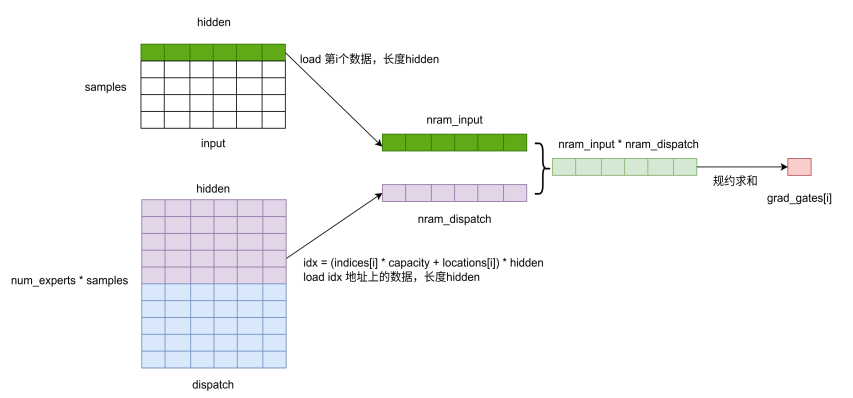 hidden
load 第i个数据，长度hidden
samples
input
nram_input
nram_input * nram_dispatch
规约求和
grad_gates[i]
hidden
nram_dispatch
idx = (indices[i] * capacity + locations[i]) * hidden
load idx 地址上的数据，长度hidden
num_experts * samples
dispatch